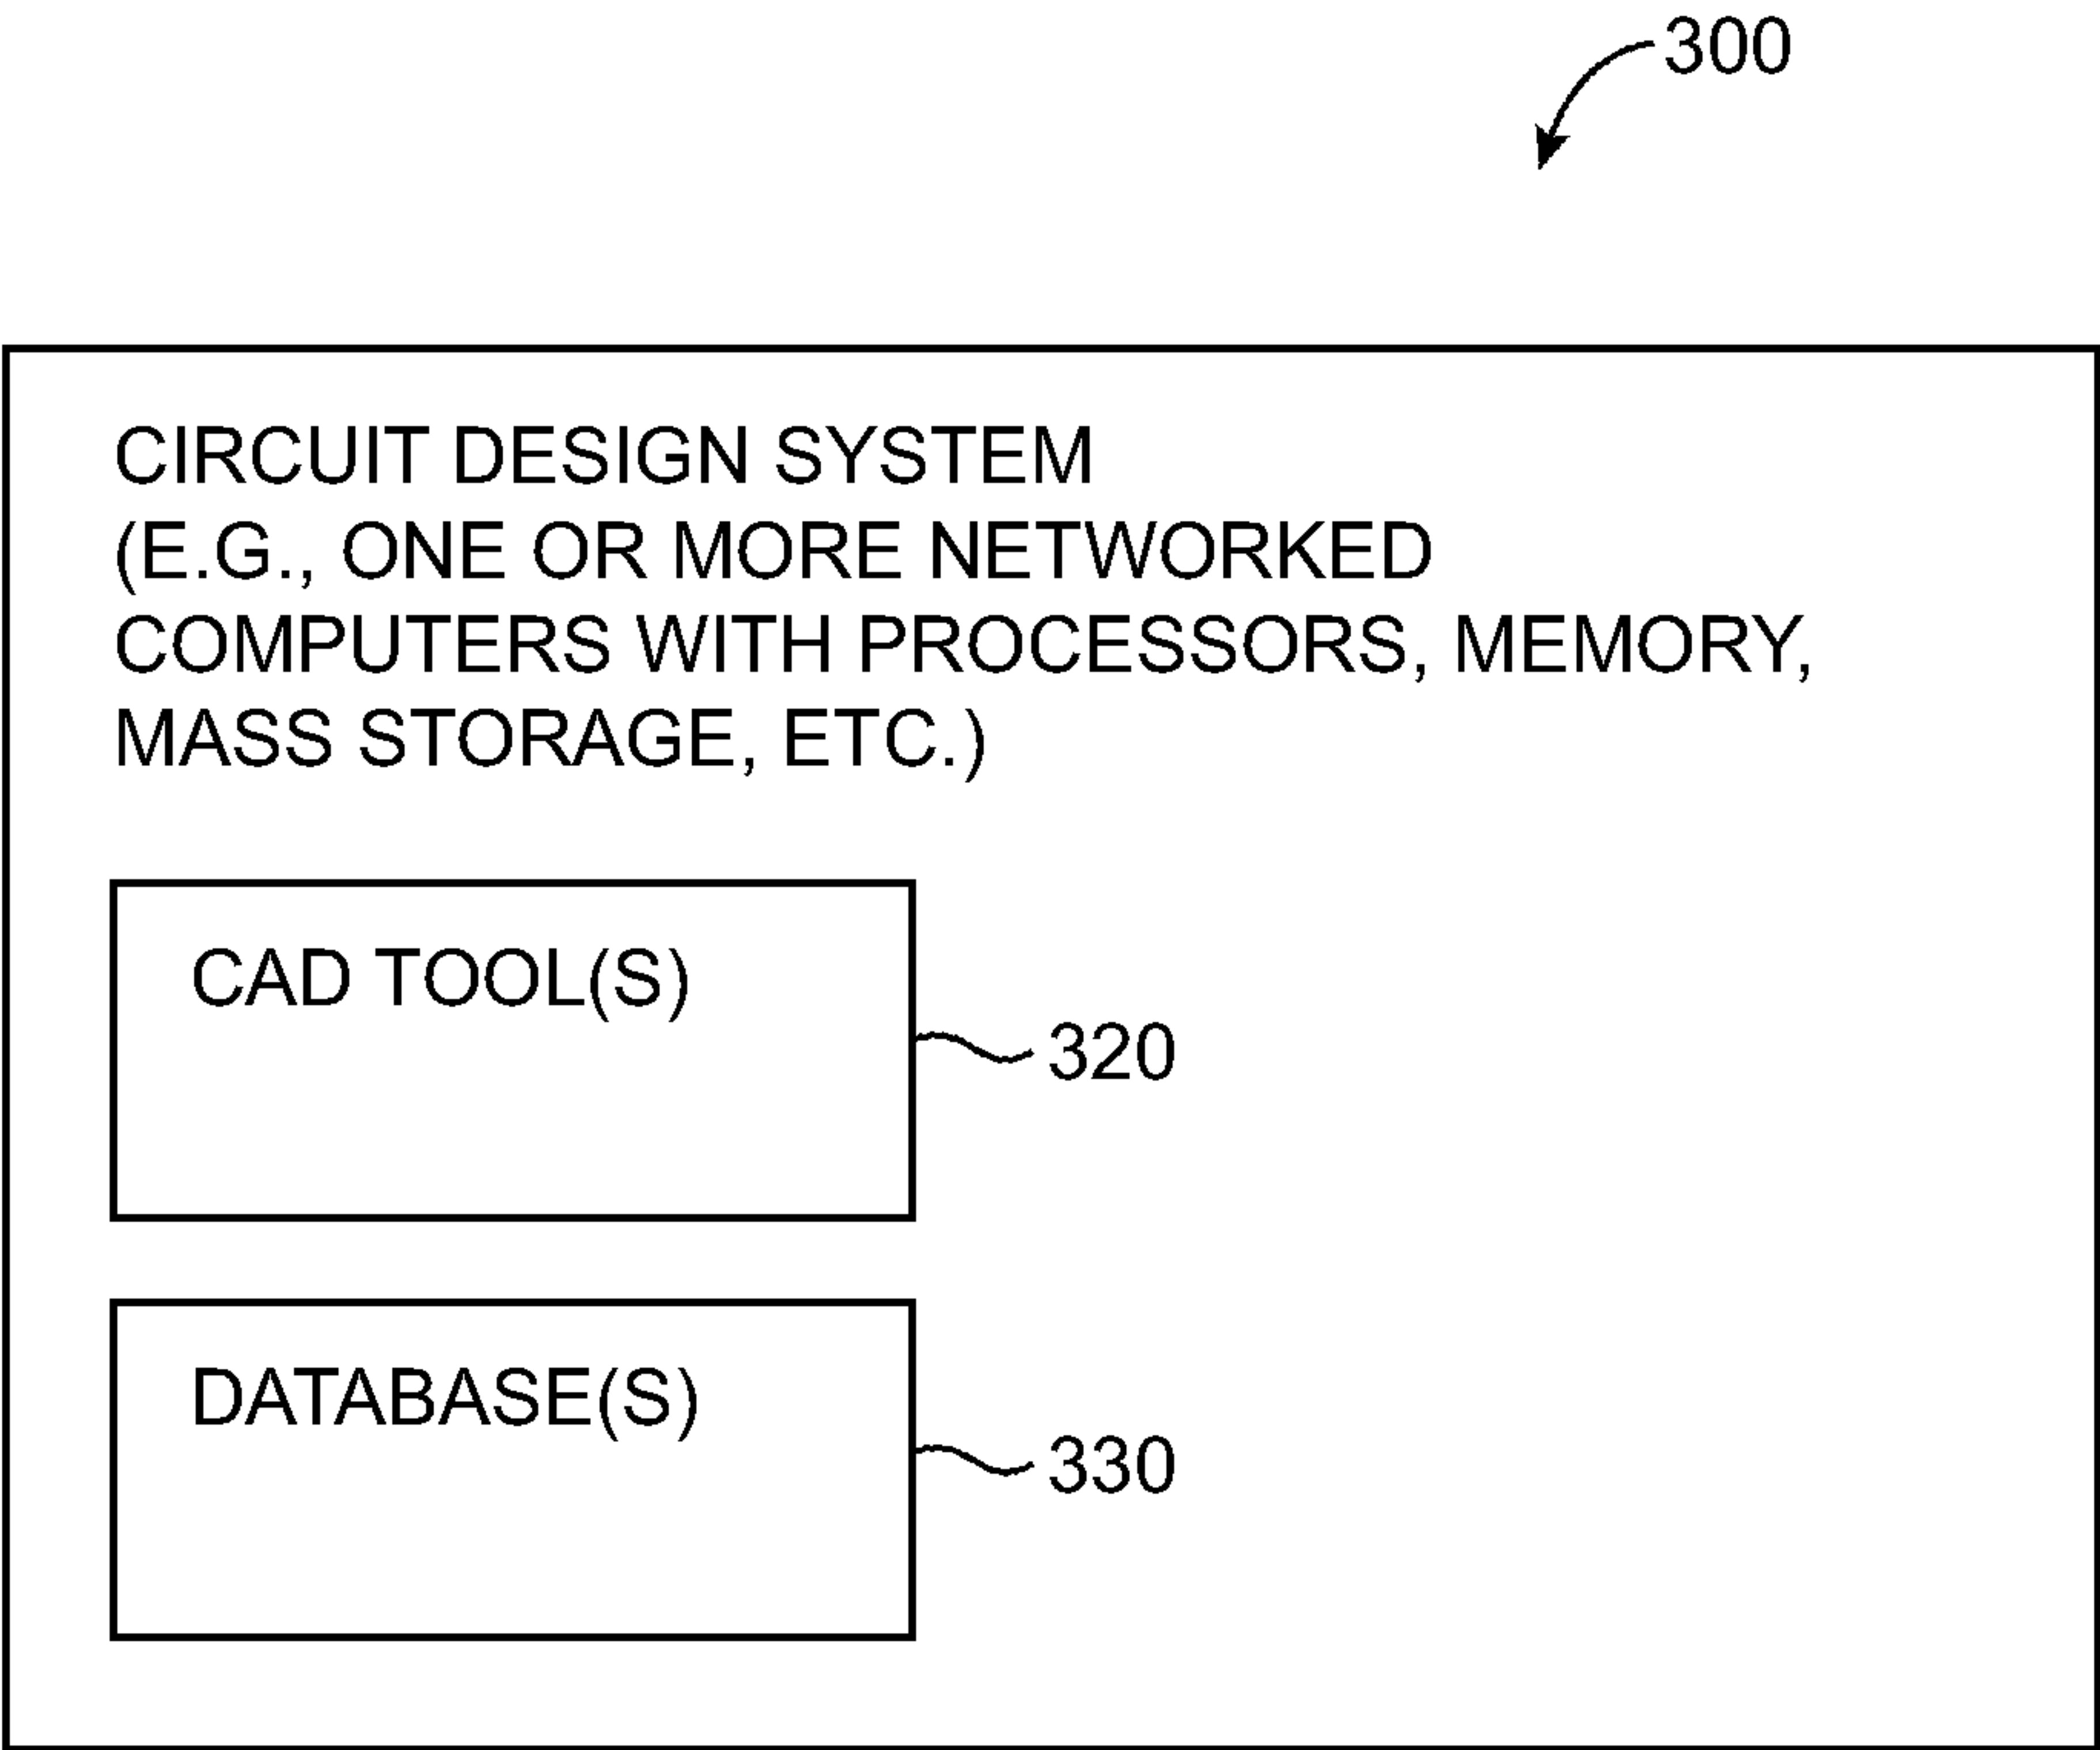 300
CIRCUIT DESIGN SYSTEM
(E.G., ONE OR MORE NETWORKED
COMPUTERS WITH PROCESSORS, MEMORY,
MASS STORAGE, ETC.)
CAD TOOL(S)
320
DATABASE(S)
330